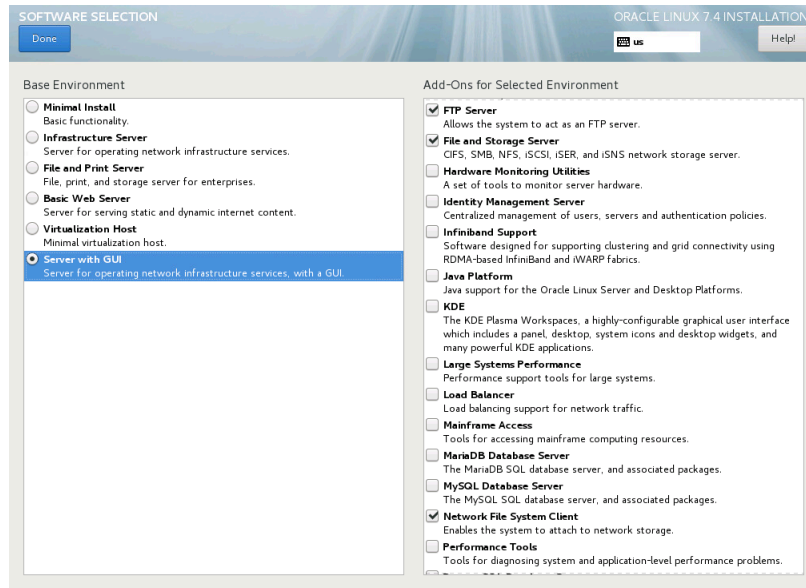 SOFTWARE SELECTION
ORACLE LINUX 7.4 INSTALLATION
Done
us
Help!
Base Environment
Minimal Install
Basic functionality.
Infrastructure Server
Server for operating network infrastructure services.
File and Print Server
File, print, and storage server for enterprises.
Basic Web Server
Server for serving static and dynamic internet content.
Virtualization Host
Minimal virtualization host.
Server with GUI
Server for operating network infrastructure services, with a GUI.
Add-Ons for Selected Environment
FTP Server
Allows the system to act as an FTP server.
File and Storage Server
CIFS, SMB, NFS, iSCSI, iSER, and iSNS network storage server.
Hardware Monitoring Utilities
A set of tools to monitor server hardware.
Identity Management Server
Centralized management of users, servers and authentication policies.
Infiniband Support
Software designed for supporting clustering and grid connectivity using
RDMA-based InfiniBand and iWARP fabrics.
Java Platform
Java support for the Oracle Linux Server and Desktop Platforms.
KDE
The KDE Plasma Workspaces, a highly-configurable graphical user interface
which includes a panel, desktop, system icons and desktop widgets, and
many powerful KDE applications.
Large Systems Performance
Performance support tools for large systems.
Load Balancer
Load balancing support for network traffic.
Mainframe Access
Tools for accessing mainframe computing resources.
MariaDB Database Server
The MariaDB SQL database server, and associated packages.
MySQL Database Server
The MySQL SQL database server, and associated packages.
Network File System Client
Enables the system to attach to network storage.
Performance Tools
Tools for diagnosing system and application-level performance problems.